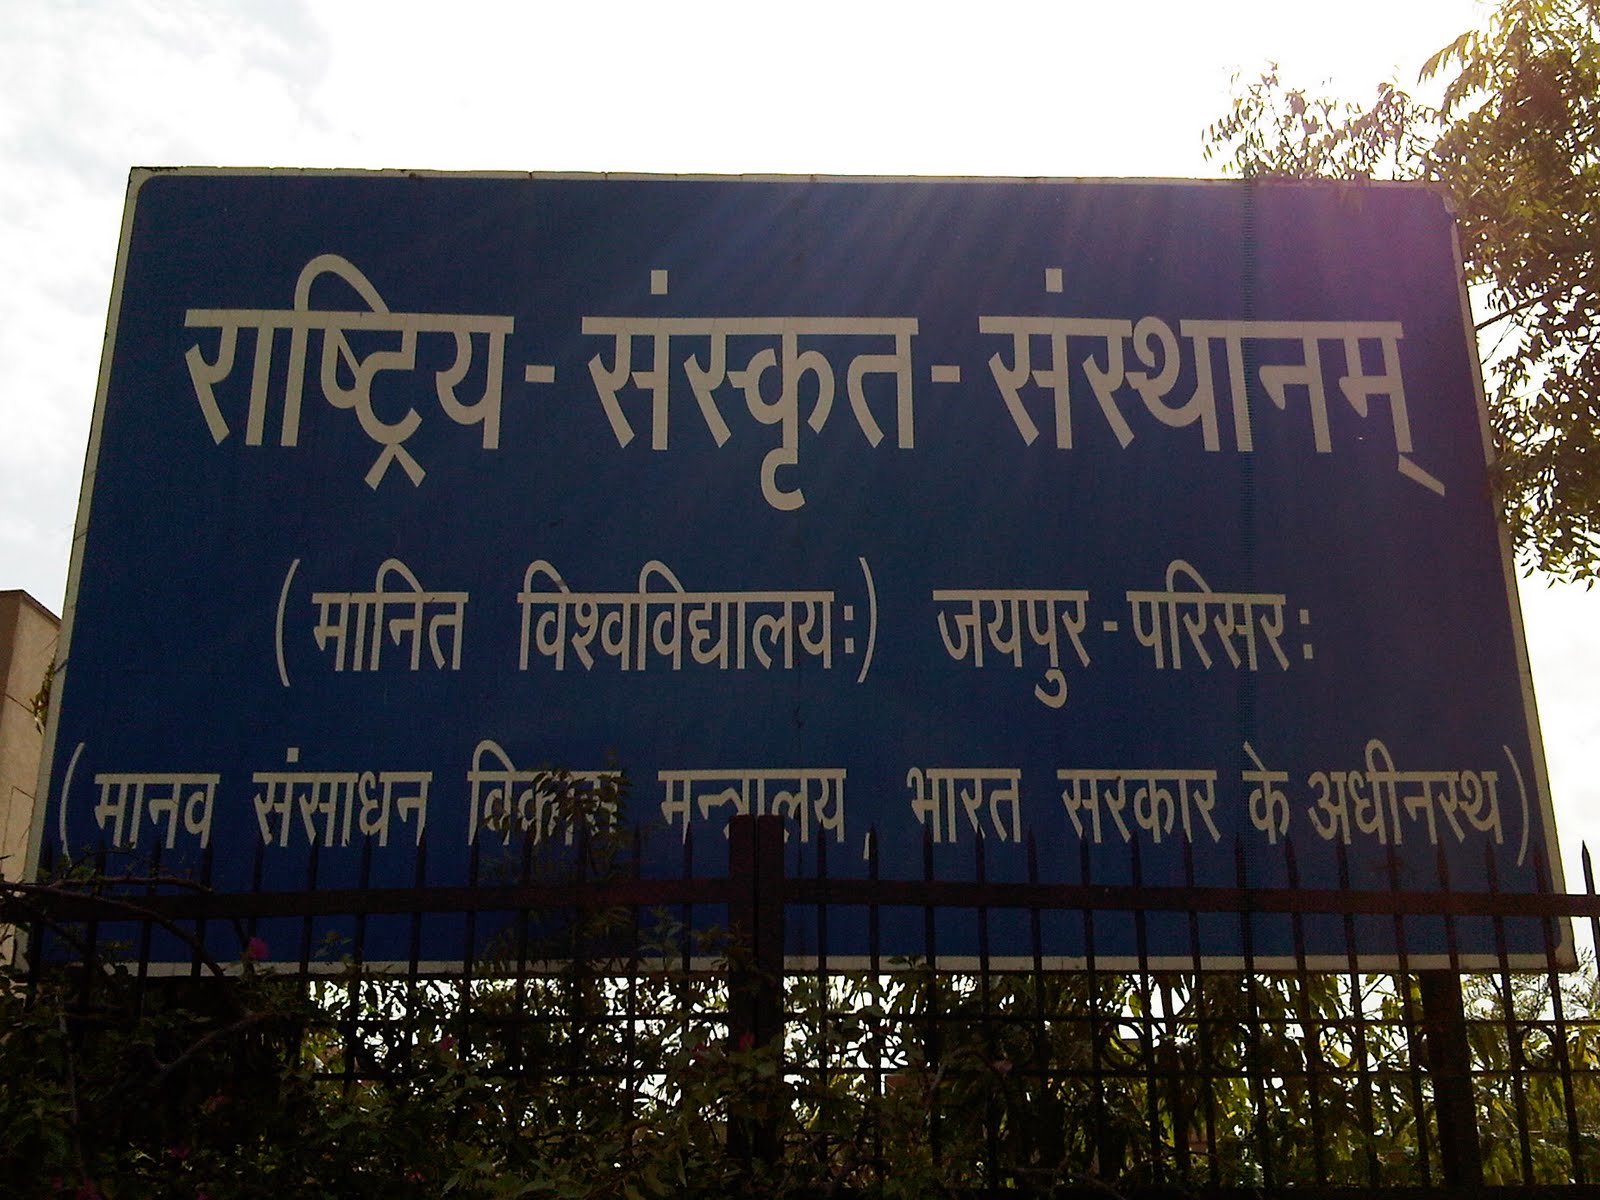 राष्ट्रिय-संस्कृत-संस्थानम्
(मानित विश्वविद्यालयः) जयपुर-परिसरः
(मानव संसाधन विकास मन्त्रालय, भारत सरकार के अधीनस्थ)